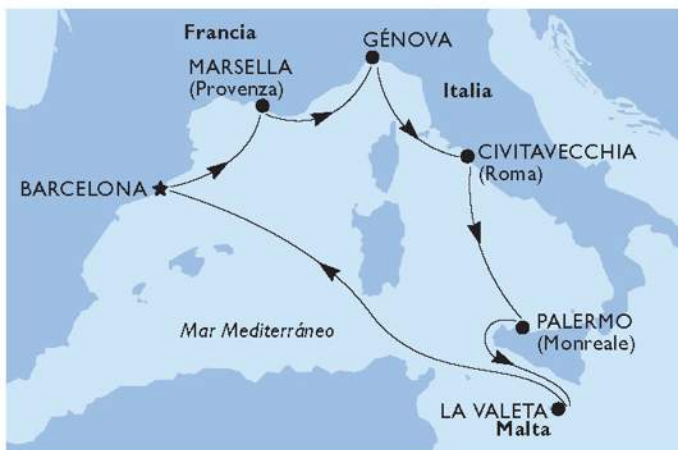 Francia
GÉNOVA
MARSELLA
(Provenza)
Italia
CIVITAVECCHIA
(Roma)
BARCELONA
Mar Mediterráneo
PALERMO
(Monreale)
LA VALETA
Malta